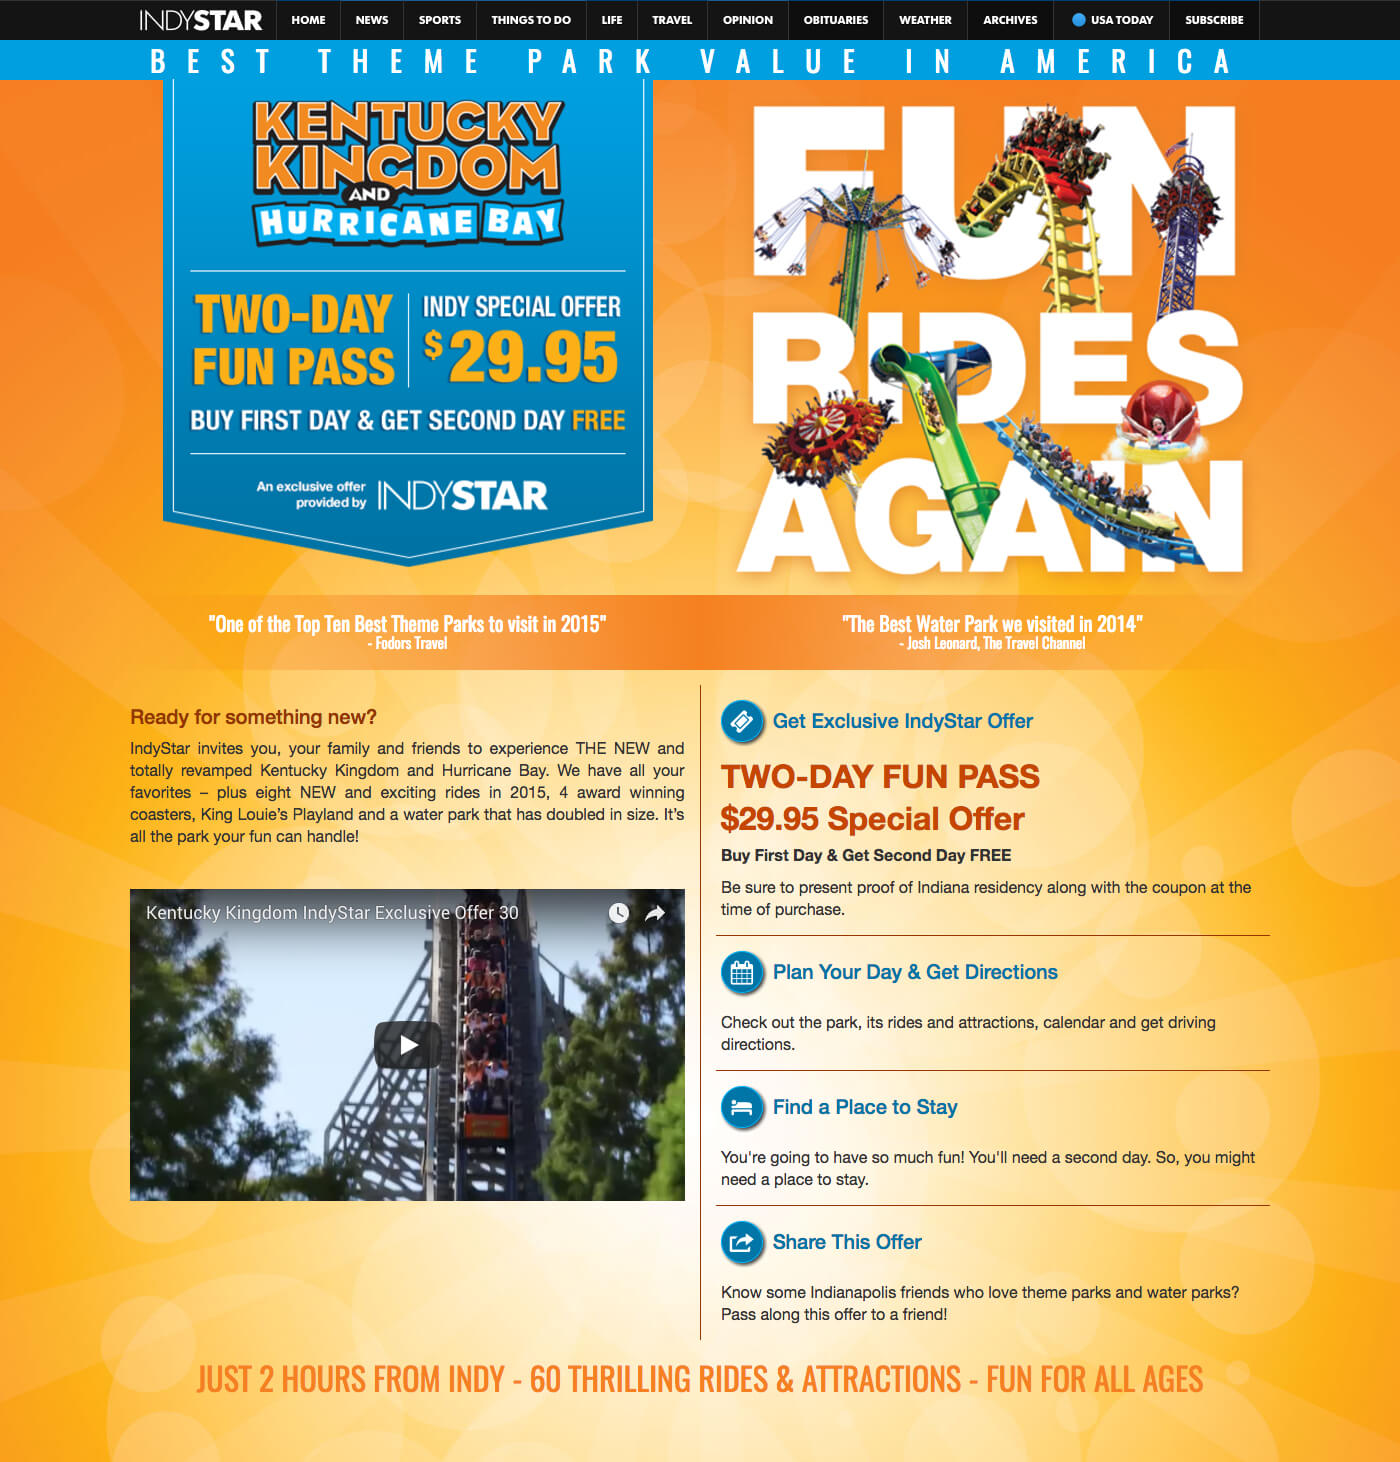 INDYSTAR HOME NEWS SPORTS THINGS TO DO LIFE TRAVEL OPINION OBITUARIES WEATHER ARCHIVES USA TODAY SUBSCRIBE
BEST THEME PARK VALUE IN AMERICA
KENTUCKY
KINGDOM
AND
HURRICANE BAY
TWO-DAY
FUN PASS
INDY SPECIAL OFFER
$29.95
BUY FIRST DAY & GET SECOND DAY FREE
An exclusive offer
provided by
INDYSTAR
FUN
RIDES
AGAIN
"One of the Top Ten Best Theme Parks to visit in 2015"
- Fodors Travel
"The Best Water Park we visited in 2014"
- Josh Leonard, The Travel Channel
Ready for something new?
IndyStar invites you, your family and friends to experience THE NEW and
totally revamped Kentucky Kingdom and Hurricane Bay. We have all your
favorites – plus eight NEW and exciting rides in 2015, 4 award winning
coasters, King Louie's Playland and a water park that has doubled in size. It's
all the park your fun can handle!
Kentucky Kingdom IndyStar Exclusive Offer 30
Get Exclusive IndyStar Offer
TWO-DAY FUN PASS
$29.95 Special Offer
Buy First Day & Get Second Day FREE
Be sure to present proof of Indiana residency along with the coupon at the
time of purchase.
Plan Your Day & Get Directions
Check out the park, its rides and attractions, calendar and get driving
directions.
Find a Place to Stay
You're going to have so much fun! You'll need a second day. So, you might
need a place to stay.
Share This Offer
Know some Indianapolis friends who love theme parks and water parks?
Pass along this offer to a friend!
JUST 2 HOURS FROM INDY - 60 THRILLING RIDES & ATTRACTIONS - FUN FOR ALL AGES